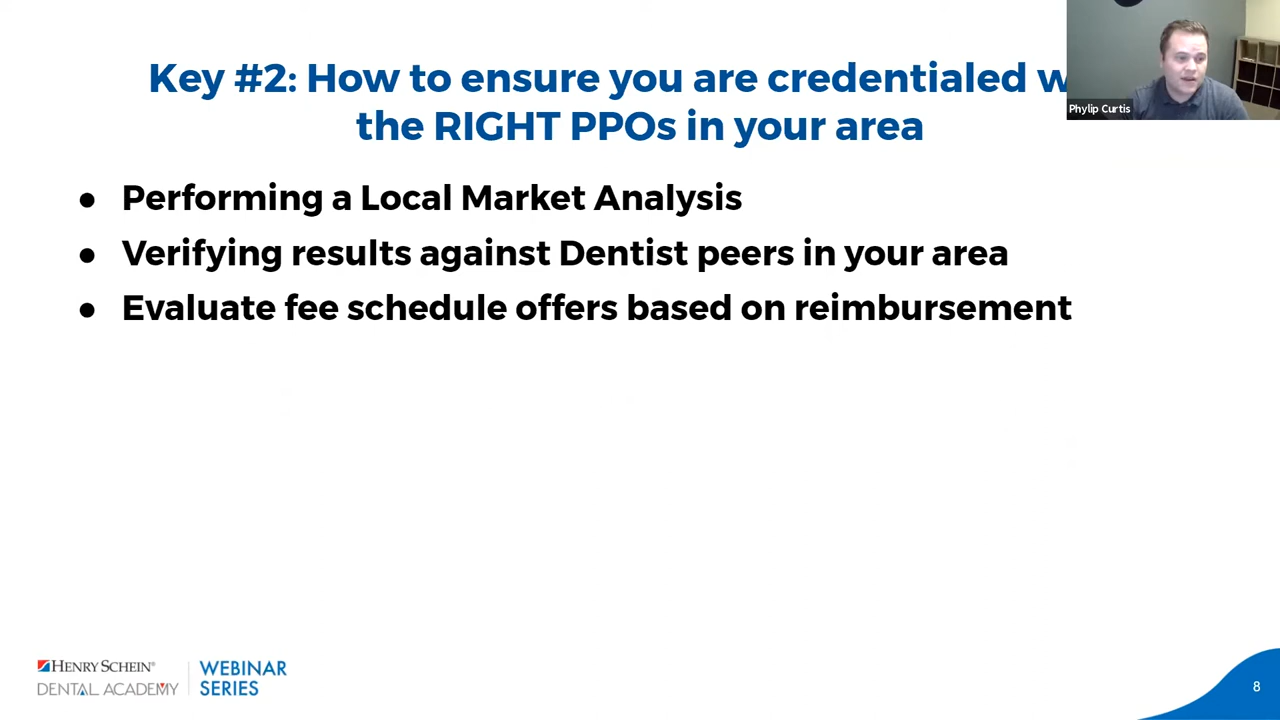 Key #2: How to ensure you are credentialed
the RIGHT PPOs in your area
Phylip Curtis
● Performing a Local Market Analysis
● Verifying results against Dentist peers in your area
● Evaluate fee schedule offers based on reimbursement
HENRY SCHEIN®
DENTAL ACADEMY
WEBINAR
SERIES
8